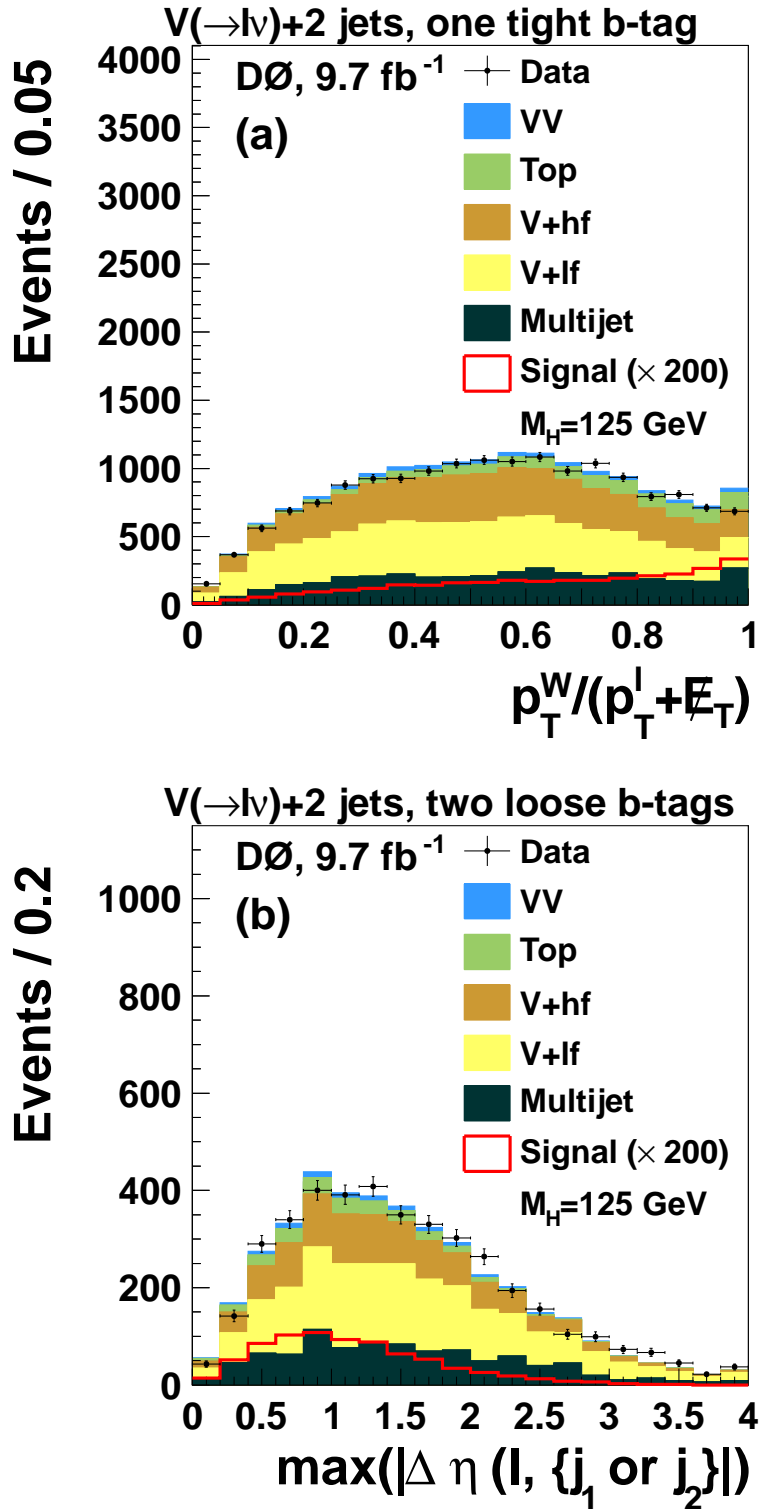 V(→lν)+2 jets, one tight b-tag
DØ, 9.7 fb⁻¹
(a)
Data
VV
Top
V+hf
V+lf
Multijet
Signal (× 200)
M_H=125 GeV
Events / 0.05
4000
3500
3000
2500
2000
1500
1000
500
0
0 0.2 0.4 0.6 0.8 1
p_T^W/(p_T^l+E̸_T)
V(→lν)+2 jets, two loose b-tags
DØ, 9.7 fb⁻¹
(b)
Data
VV
Top
V+hf
V+lf
Multijet
Signal (× 200)
M_H=125 GeV
Events / 0.2
1000
800
600
400
200
0
0 0.5 1 1.5 2 2.5 3 3.5 4
max(|Δ η (l, {j₁ or j₂}|)